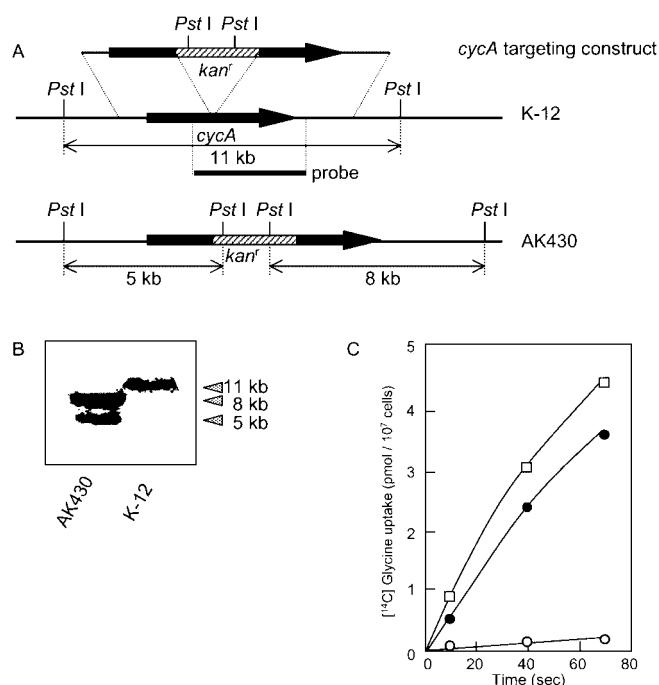 A
Pst I Pst I
kanʳ
cycA targeting construct
Pst I Pst I
K-12
cycA
11 kb
probe
Pst I Pst I Pst I Pst I
AK430
kanʳ
5 kb 8 kb
B
11 kb
8 kb
5 kb
AK430 K-12
C
[¹⁴C] Glycine uptake (pmol / 10⁷ cells)
5
4
3
2
1
0
0 20 40 60 80
Time (sec)